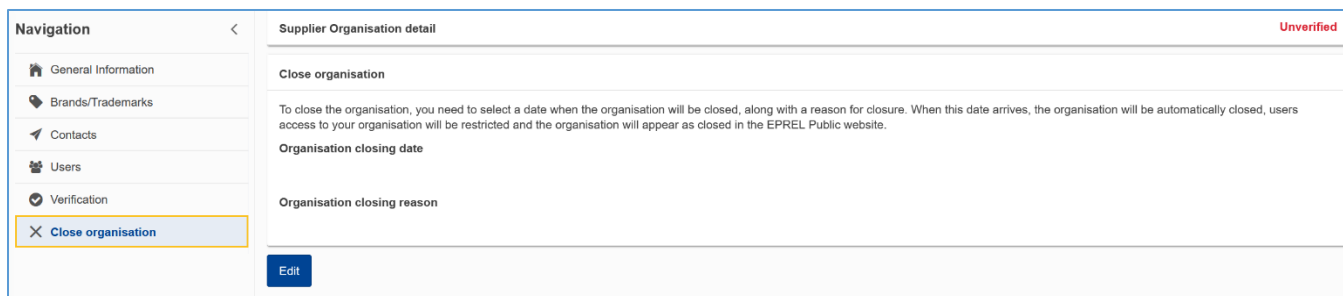 Navigation
General Information
Brands/Trademarks
Contacts
Users
Verification
Close organisation
Supplier Organisation detail
Unverified
Close organisation
To close the organisation, you need to select a date when the organisation will be closed, along with a reason for closure. When this date arrives, the organisation will be automatically closed, users
access to your organisation will be restricted and the organisation will appear as closed in the EPREL Public website.
Organisation closing date
Organisation closing reason
Edit